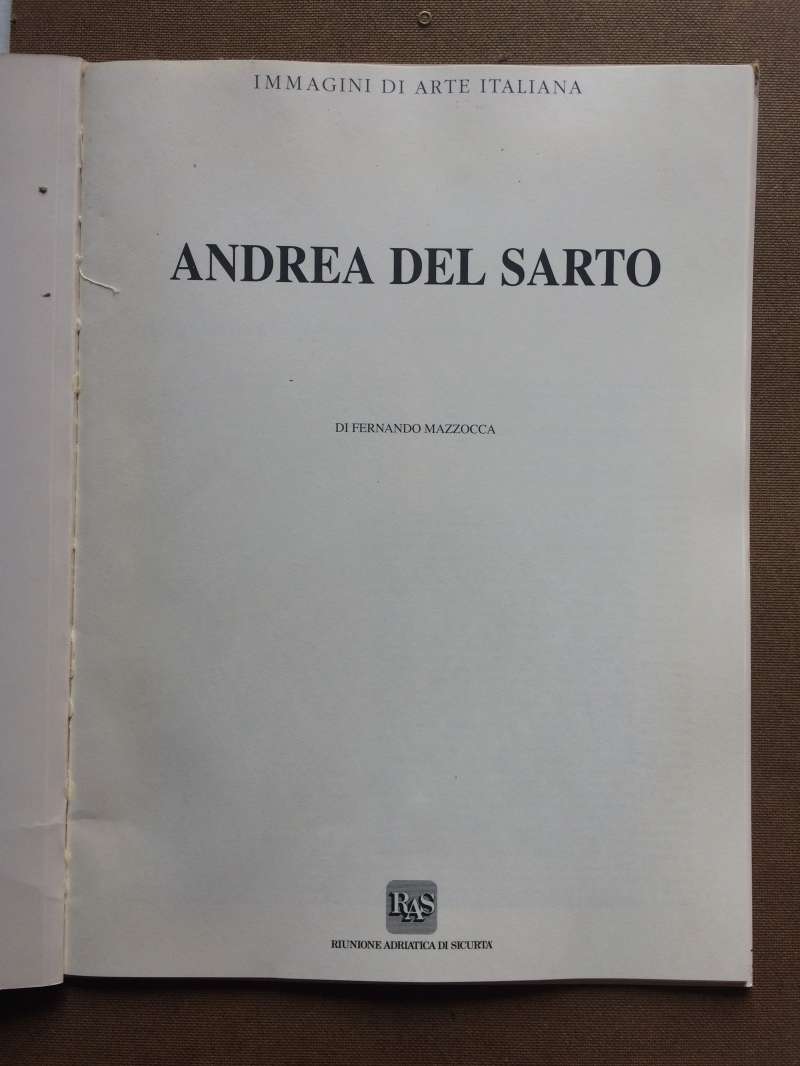 IMMAGINI DI ARTE ITALIANA
ANDREA DEL SARTO
DI FERNANDO MAZZOCCA
RAS
RIUNIONE ADRIATICA DI SICURTÀ